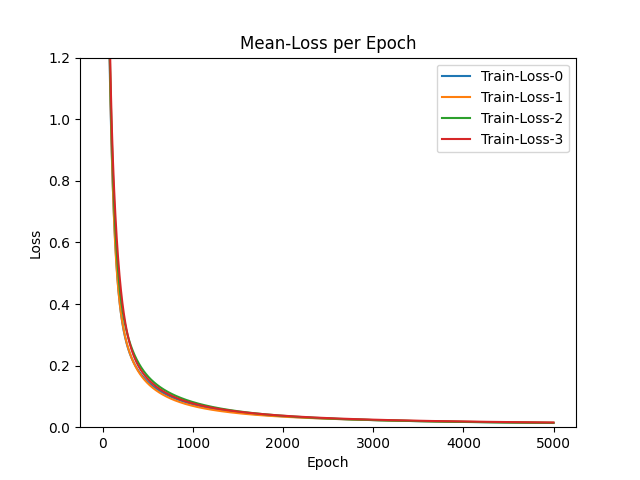 Mean-Loss per Epoch
1.2
1.0
0.8
0.6
0.4
0.2
0.0
Loss
Train-Loss-0
Train-Loss-1
Train-Loss-2
Train-Loss-3
0 1000 2000 3000 4000 5000
Epoch